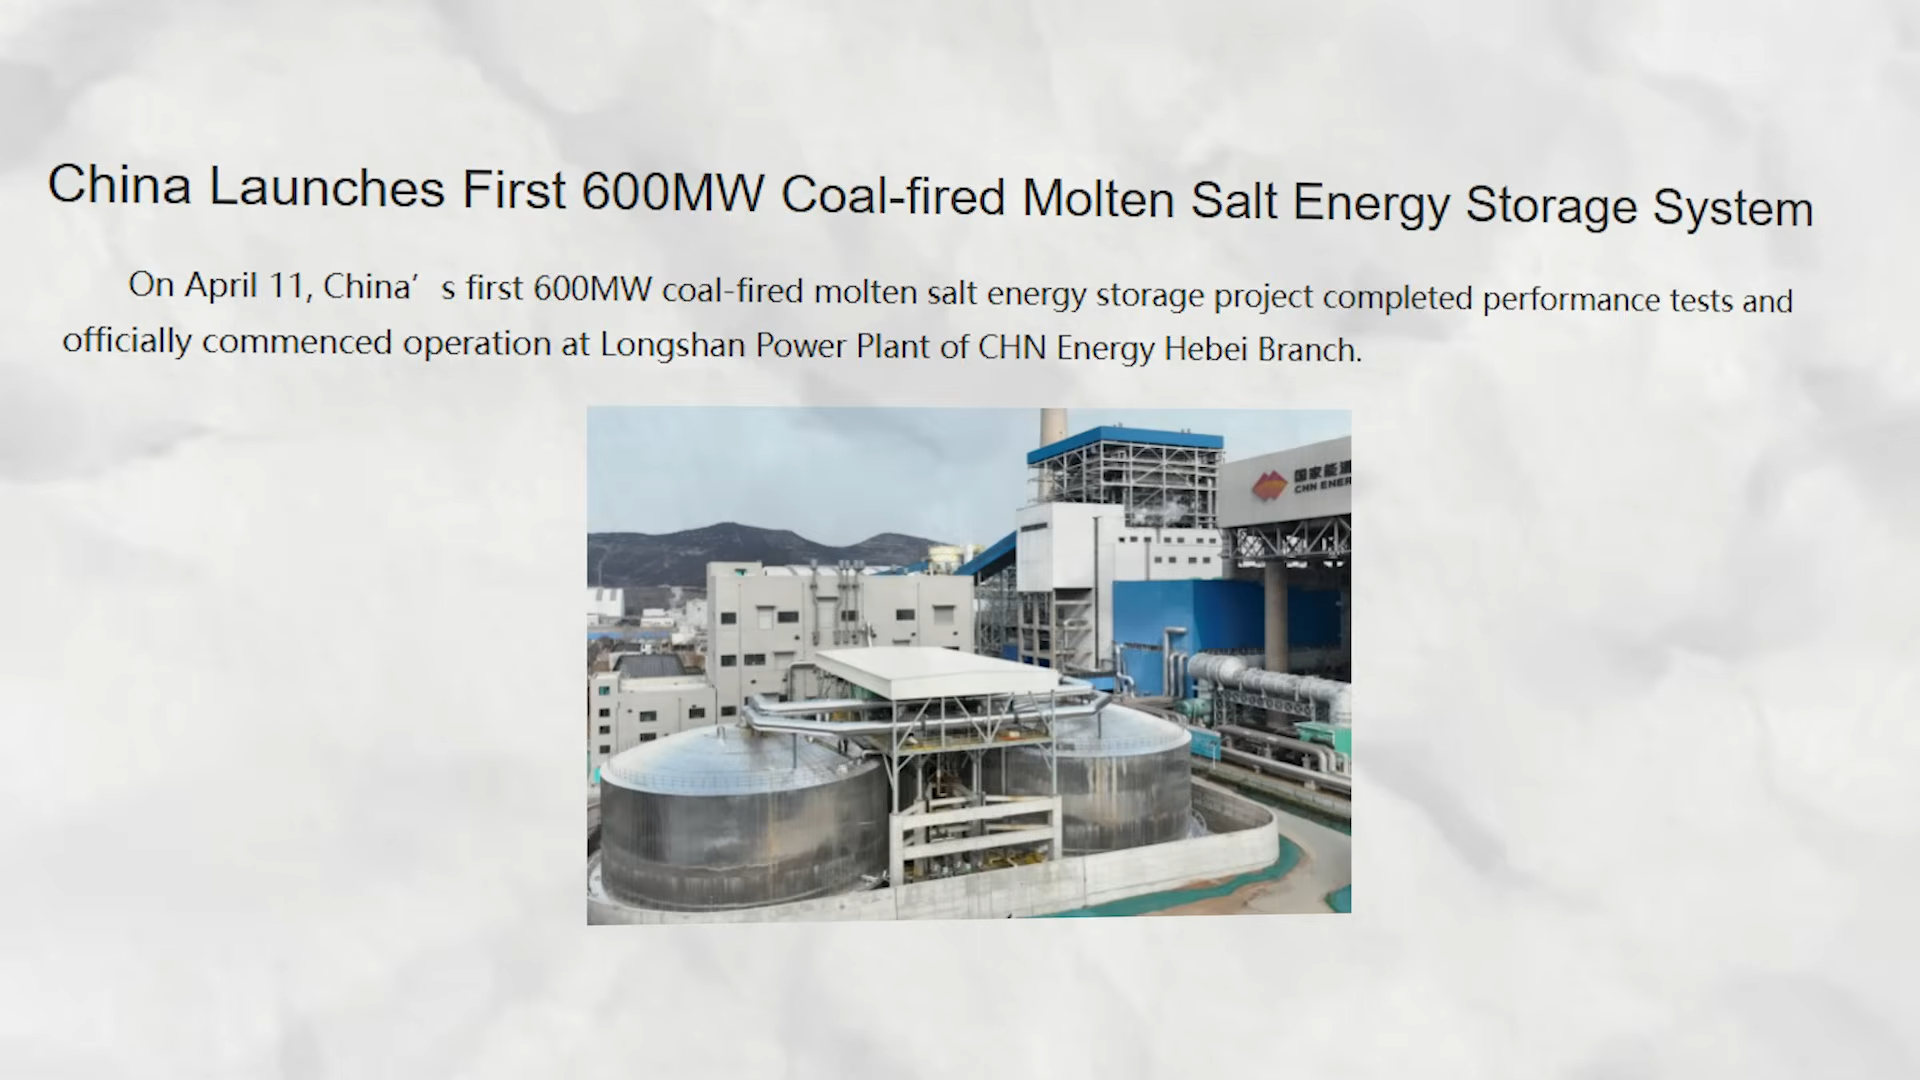 China Launches First 600MW Coal-fired Molten Salt Energy Storage System
On April 11, China's first 600MW coal-fired molten salt energy storage project completed performance tests and
officially commenced operation at Longshan Power Plant of CHN Energy Hebei Branch.
国家能源
CHN ENER